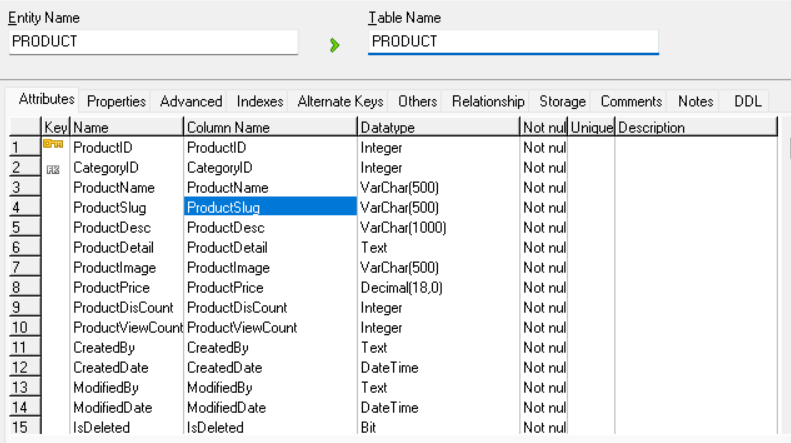 Entity Name Table Name
PRODUCT PRODUCT
Attributes Properties Advanced Indexes Alternate Keys Others Relationship Storage Comments Notes DDL
Key Name Column Name Datatype Not nul Unique Description
1 ProductID ProductID Integer Not nul
2 FK CategoryID CategoryID Integer Not nul
3 ProductName ProductName VarChar(500) Not nul
4 ProductSlug ProductSlug VarChar(500) Not nul
5 ProductDesc ProductDesc VarChar(1000) Not nul
6 ProductDetail ProductDetail Text Not nul
7 ProductImage ProductImage VarChar(500) Not nul
8 ProductPrice ProductPrice Decimal(18,0) Not nul
9 ProductDisCount ProductDisCount Integer Not nul
10 ProductViewCount ProductViewCount Integer Not nul
11 CreatedBy CreatedBy Text Not nul
12 CreatedDate CreatedDate DateTime Not nul
13 ModifiedBy ModifiedBy Text Not nul
14 ModifiedDate ModifiedDate DateTime Not nul
15 IsDeleted IsDeleted Bit Not nul